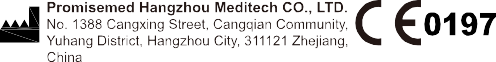 Promisemed Hangzhou Meditech CO., LTD.
No. 1388 Cangxing Street, Cangqian Community,
Yuhang District, Hangzhou City, 311121 Zhejiang,
China
CE0197